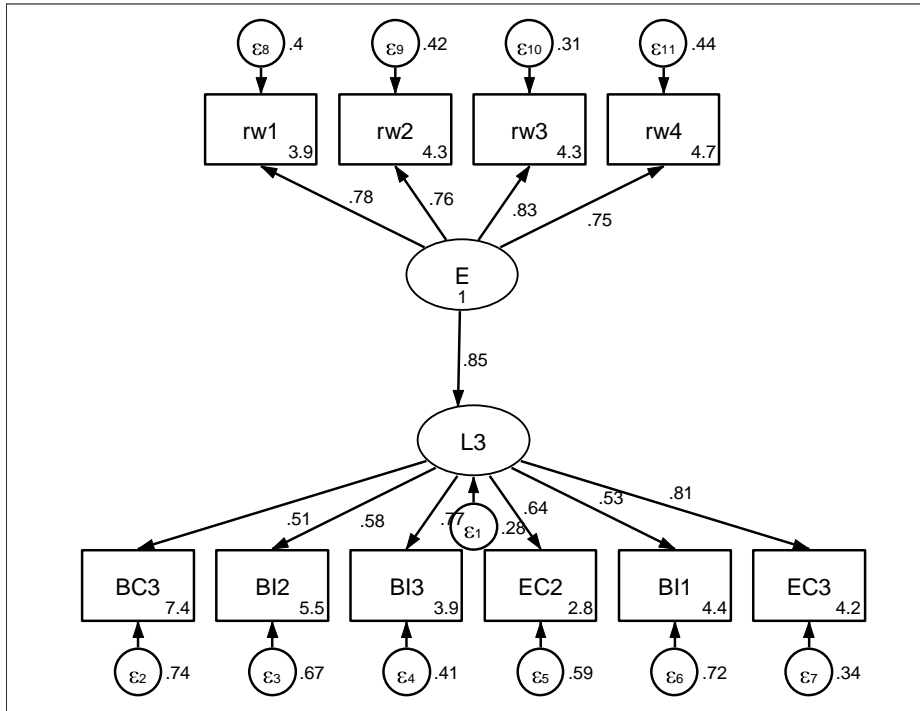 ε8 .4 ε9 .42 ε10 .31 ε11 .44
rw1 rw2 rw3 rw4
3.9 4.3 4.3 4.7
.78 .76 .83 .75
E
1
.85
L3
.51 .58 .77 ε1 .28 .64 .53 .81
BC3 BI2 BI3 EC2 BI1 EC3
7.4 5.5 3.9 2.8 4.4 4.2
ε2 .74 ε3 .67 ε4 .41 ε5 .59 ε6 .72 ε7 .34